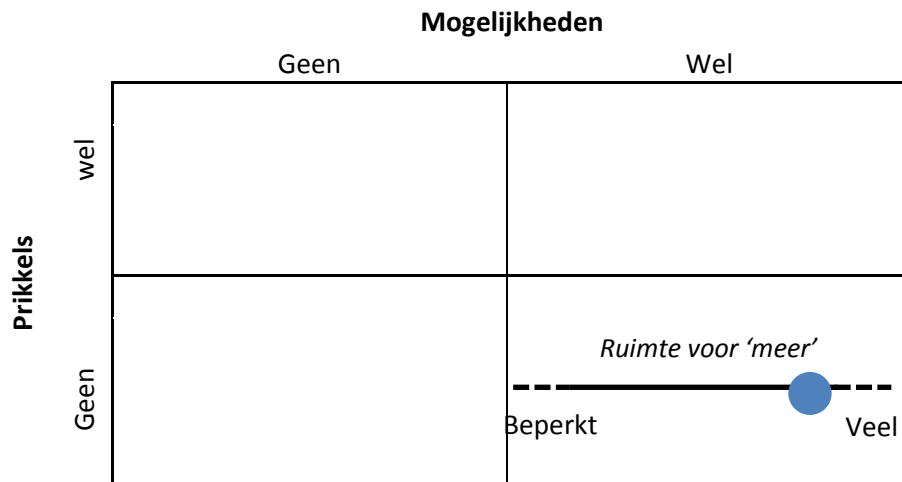 Mogelijkheden
Geen Wel
Prikkels
wel
Geen
Ruimte voor ‘meer’
Beperkt Veel